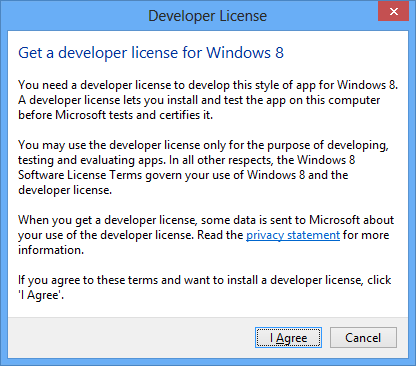 Developer License
Get a developer license for Windows 8
You need a developer license to develop this style of app for Windows 8.
A developer license lets you install and test the app on this computer
before Microsoft tests and certifies it.
You may use the developer license only for the purpose of developing,
testing and evaluating apps. In all other respects, the Windows 8
Software License Terms govern your use of Windows 8 and the
developer license.
When you get a developer license, some data is sent to Microsoft about
your use of the developer license. Read the privacy statement for more
information.
If you agree to these terms and want to install a developer license, click
'I Agree'.
I Agree
Cancel